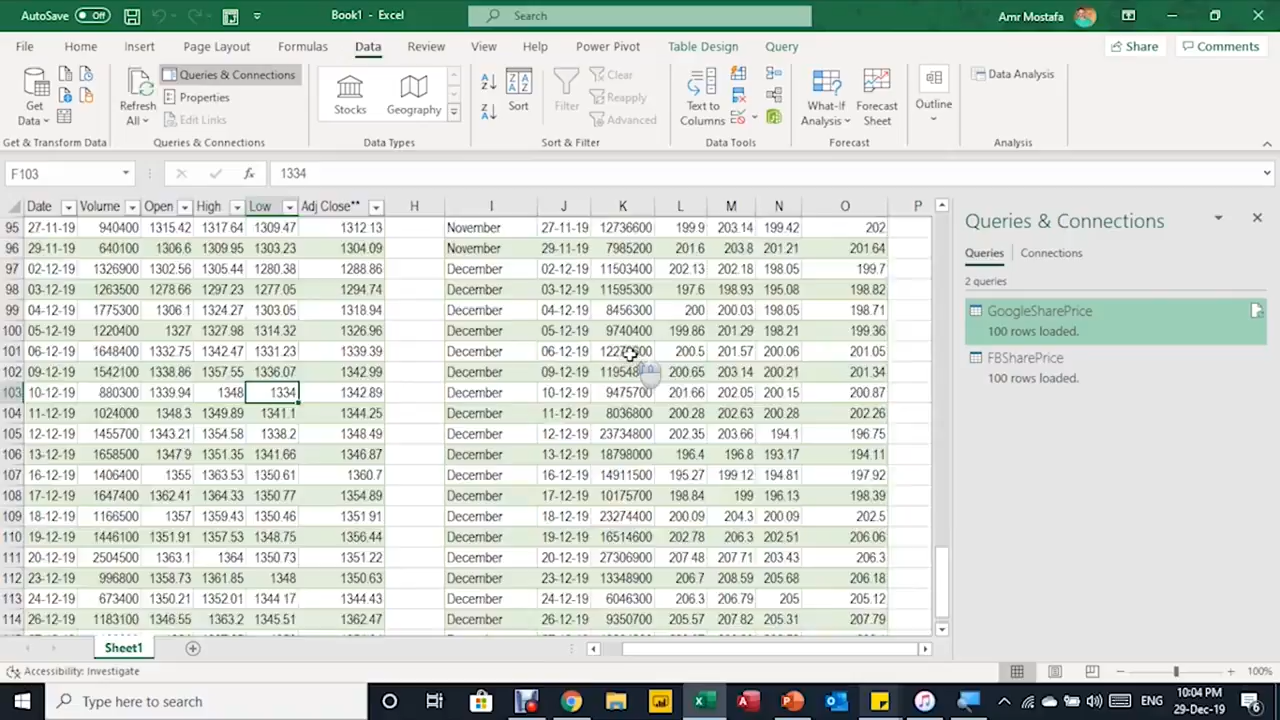 AutoSave Off Book1 - Excel Search Amr Mostafa
File Home Insert Page Layout Formulas Data Review View Help Power Pivot Table Design Query Share Comments
Get Data Refresh All Queries & Connections Properties Edit Links Stocks Geography Sort Filter Clear Reapply Advanced Text to Columns What-If Analysis Forecast Sheet Outline Data Analysis
Get & Transform Data Queries & Connections Data Types Sort & Filter Data Tools Forecast Analysis
F103 fx 1334
Date Volume Open High Low Adj Close** H I J K L M N O P
95 27-11-19 940400 1315.42 1317.64 1309.47 1312.13 November 27-11-19 12736600 199.9 203.14 199.42 202
96 29-11-19 640100 1306.6 1309.95 1303.23 1304.09 November 29-11-19 7985200 201.6 203.8 201.21 201.64
97 02-12-19 1326900 1302.56 1305.44 1280.38 1288.86 December 02-12-19 11503400 202.13 202.18 198.05 199.7
98 03-12-19 1263500 1278.66 1297.23 1277.05 1294.74 December 03-12-19 11595300 197.6 198.93 195.08 198.82
99 04-12-19 1775300 1306.1 1324.27 1303.05 1318.94 December 04-12-19 8456300 200 200.03 198.05 198.71
100 05-12-19 1220400 1327 1327.98 1314.32 1326.96 December 05-12-19 9740400 199.86 201.29 198.21 199.36
101 06-12-19 1648400 1332.75 1342.47 1331.23 1339.39 December 06-12-19 200.5 201.57 200.06 201.05
102 09-12-19 1542100 1338.86 1357.55 1336.07 1342.99 December 09-12-19 200.65 203.14 200.21 201.34
103 10-12-19 880300 1339.94 1348 1334 1342.89 December 10-12-19 9475700 201.66 202.05 200.15 200.87
104 11-12-19 1024000 1348.3 1349.89 1341.1 1344.25 December 11-12-19 8036800 200.28 202.63 200.28 202.26
105 12-12-19 1455700 1343.21 1354.58 1338.2 1348.49 December 12-12-19 23734800 202.35 203.66 194.1 196.75
106 13-12-19 1658500 1347.9 1351.35 1341.66 1346.87 December 13-12-19 18798000 196.4 196.8 193.17 194.11
107 16-12-19 1406400 1355 1363.53 1350.61 1360.7 December 16-12-19 14911500 195.27 199.12 194.81 197.92
108 17-12-19 1647400 1362.41 1364.33 1350.77 1354.89 December 17-12-19 10175700 198.84 199 196.13 198.39
109 18-12-19 1166500 1357 1359.43 1350.46 1351.91 December 18-12-19 23274400 200.09 204.3 200.09 202.5
110 19-12-19 1446100 1351.91 1357.53 1348.75 1356.44 December 19-12-19 16514600 202.78 206.3 202.51 206.06
111 20-12-19 2504500 1363.1 1364 1350.73 1351.22 December 20-12-19 27306900 207.48 207.71 203.43 206.3
112 23-12-19 996800 1358.73 1361.85 1348 1350.63 December 23-12-19 13348900 206.7 208.59 205.68 206.18
113 24-12-19 673400 1350.21 1352.01 1344.17 1344.43 December 24-12-19 6046300 206.3 206.79 205 205.12
114 26-12-19 1183100 1346.55 1363.2 1345.51 1362.47 December 26-12-19 9350700 205.57 207.82 205.31 207.79
Queries & Connections
Queries Connections
2 queries
GoogleSharePrice
100 rows loaded.
FBSharePrice
100 rows loaded.
Sheet1
Accessibility: Investigate 100%
Type here to search ENG 10:04 PM
29-Dec-19 6